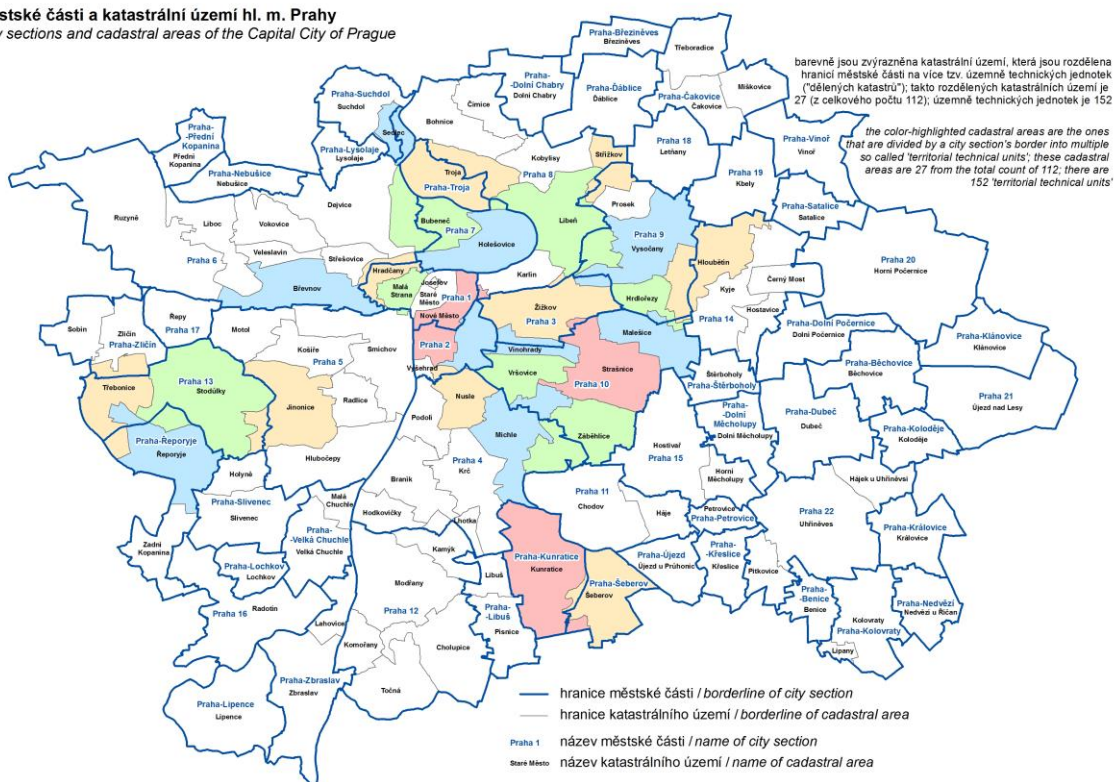 ěstské části a katastrální území hl. m. Prahy
y sections and cadastral areas of the Capital City of Prague
barevně jsou zvýrazněna katastrální území, která jsou rozdělena
hranicí městské části na více tzv. územně technických jednotek
("dělených katastrů"); takto rozdělených katastrálních území je
27 (z celkového počtu 112); územně technických jednotek je 152
the color-highlighted cadastral areas are the ones
that are divided by a city section's border into multiple
so called 'territorial technical units'; these cadastral
areas are 27 from the total count of 112; there are
152 'territorial technical units'
Praha-Březiněves
Březiněves
Třeboradice
Praha-
-Dolní Chabry
Dolní Chabry
Praha-Ďáblice
Ďáblice
Praha-Čakovice
Čakovice
Miškovice
Praha-Suchdol
Suchdol
Sedlec
Bohnice
Čimice
Praha-
-Přední
Kopanina
Přední
Kopanina
Praha-Lysolaje
Lysolaje
Praha-Nebušice
Nebušice
Troja
Praha-Troja
Kobylisy
Praha 8
Střížkov
Praha 18
Letňany
Praha-Vinoř
Vinoř
Praha 19
Kbely
Praha-Satalice
Satalice
Ruzyně
Liboc
Vokovice
Dejvice
Veleslavín
Střešovice
Praha 6
Břevnov
Bubeneč
Praha 7
Holešovice
Libeň
Prosek
Praha 9
Vysočany
Hloubětín
Praha 20
Horní Počernice
Hradčany
Malá
Strana
Josefov
Staré
Město
Praha 1
Nové Město
Karlín
Žižkov
Praha 3
Hrdlořezy
Kyje
Černý Most
Hostavice
Praha 14
Praha-Dolní Počernice
Dolní Počernice
Praha-Klánovice
Klánovice
Praha-Běchovice
Běchovice
Praha 21
Újezd nad Lesy
Praha-Koloděje
Koloděje
Sobín
Zličín
Praha-Zličín
Řepy
Praha 17
Motol
Košíře
Praha 5
Smíchov
Radlice
Praha 2
Vyšehrad
Vinohrady
Vršovice
Malešice
Strašnice
Praha 10
Štěrboholy
Praha-Štěrboholy
Praha-
-Dolní
Měcholupy
Dolní Měcholupy
Praha-Dubeč
Dubeč
Třebonice
Praha 13
Stodůlky
Jinonice
Praha-Řeporyje
Řeporyje
Hlubočepy
Holyně
Podolí
Nusle
Michle
Záběhlice
Hostivař
Praha 15
Horní
Měcholupy
Petrovice
Praha-Petrovice
Hájek u Uhříněvsi
Praha 22
Uhříněves
Praha-Královice
Královice
Praha-Slivenec
Slivenec
Malá
Chuchle
Praha-
-Velká Chuchle
Velká Chuchle
Zadní
Kopanina
Praha-Lochkov
Lochkov
Praha 16
Radotín
Lahovice
Braník
Hodkovičky
Praha 4
Krč
Lhotka
Kamýk
Praha 11
Chodov
Háje
Praha-Kunratice
Kunratice
Praha-Šeberov
Šeberov
Praha-Újezd
Újezd u Průhonic
Praha-
-Křeslice
Křeslice
Pitkovice
Praha-
-Benice
Benice
Kolovraty
Praha-Kolovraty
Lipany
Praha-Nedvězí
Nedvězí u Říčan
Modřany
Praha 12
Komořany
Cholupice
Točná
Libuš
Praha-
-Libuš
Písnice
Praha-Zbraslav
Zbraslav
Praha-Lipence
Lipence
hranice městské části / borderline of city section
hranice katastrálního území / borderline of cadastral area
Praha 1 název městské části / name of city section
Staré Město název katastrálního území / name of cadastral area